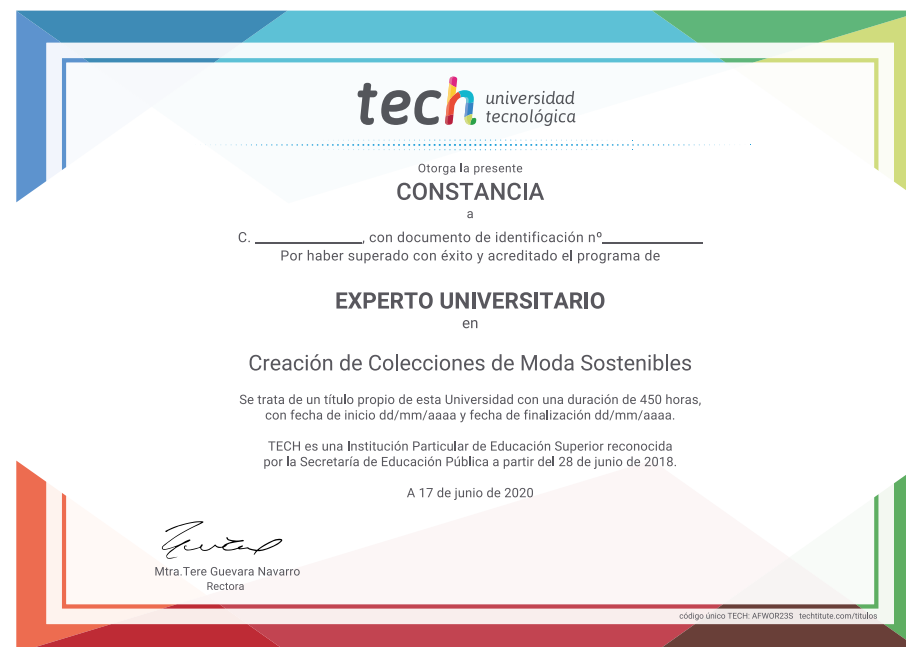 tech universidad
tecnológica
Otorga la presente
CONSTANCIA
a
C. ______________, con documento de identificación nº_____________
Por haber superado con éxito y acreditado el programa de
EXPERTO UNIVERSITARIO
en
Creación de Colecciones de Moda Sostenibles
Se trata de un título propio de esta Universidad con una duración de 450 horas,
con fecha de inicio dd/mm/aaaa y fecha de finalización dd/mm/aaaa.
TECH es una Institución Particular de Educación Superior reconocida
por la Secretaría de Educación Pública a partir del 28 de junio de 2018.
A 17 de junio de 2020
Mtra.Tere Guevara Navarro
Rectora
código único TECH: AFWOR23S techtitute.com/titulos